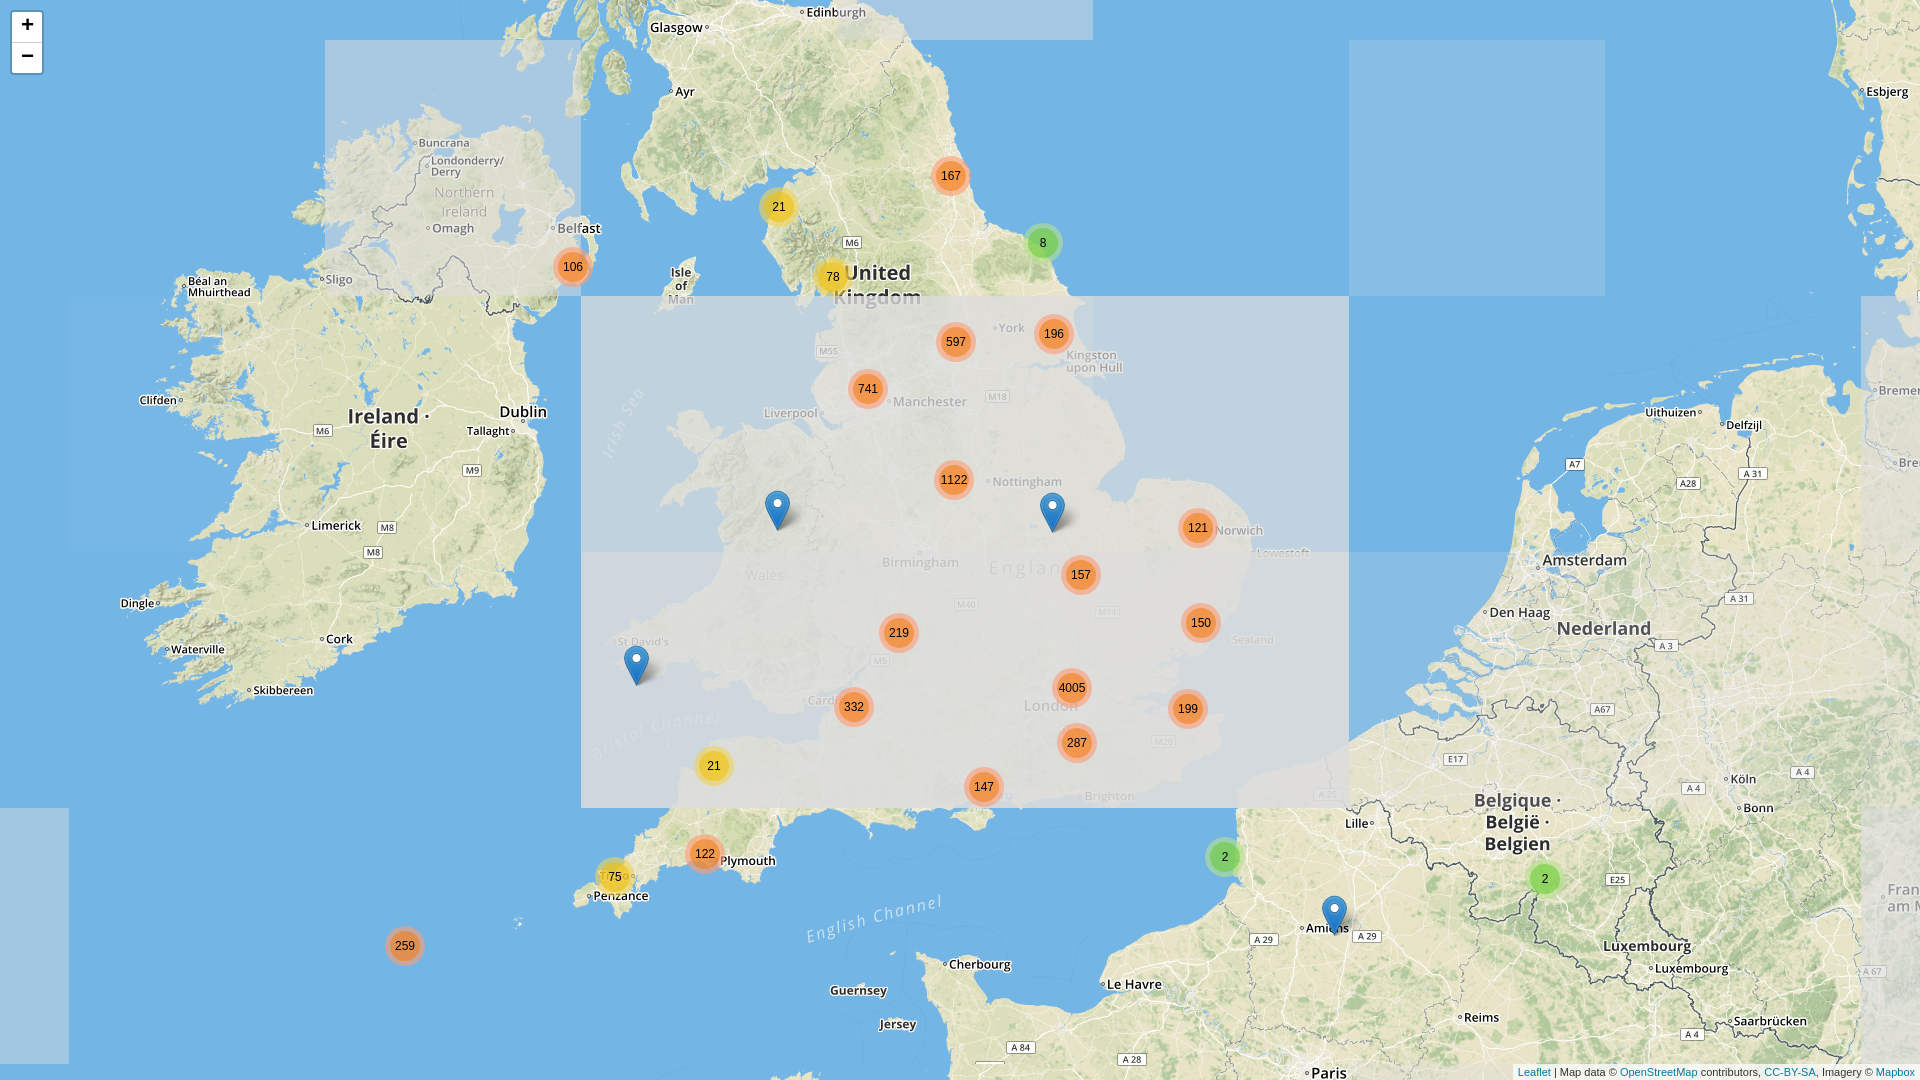 +
−
Edinburgh
Glasgow
Ayr
Esbjerg
Buncrana
Londonderry/
Derry
Northern
Ireland
Omagh
Belfast
167
21
M6
8
106
78
United
Kingdom
Isle
of
Man
Sligo
Béal an
Mhuirthead
York
196
597
M55
Kingston
upon Hull
741
Manchester
M18
Liverpool
Irish Sea
Clifden
Ireland ·
Éire
Dublin
Tallaght
M6
M9
Uithuizen
Delfzijl
A7
A 31
A28
1122
Nottingham
121
Norwich
Lowestoft
Limerick
M8
M8
Birmingham
Wales
157
Amsterdam
M40
M11
A 31
Den Haag
Nederland
Dingle
Cork
Waterville
Skibbereen
219
150
Sealand
St David's
M5
A 3
4005
London
199
332
287
M20
Bristol Channel
A67
E17
21
147
Brighton
A 25
A 4
Köln
A 4
Bonn
Belgique ·
België ·
Belgien
Lille
122
Plymouth
75
Penzance
2
2
E25
English Channel
Amiens
A 29
A 29
259
Luxembourg
Luxembourg
A 67
Cherbourg
Le Havre
Guernsey
Jersey
Reims
Saarbrücken
A 84
A 28
A 4
Paris
Leaflet | Map data © OpenStreetMap contributors, CC-BY-SA, Imagery © Mapbox